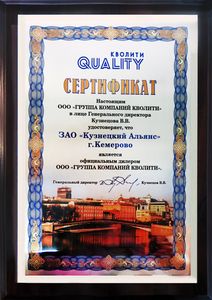 КВОЛИТИ
QUALITY
СЕРТИФИКАТ
Настоящим
ООО «ГРУППА КОМПАНИЙ КВОЛИТИ»
в лице Генерального директора
Кузнецова В.В.
удостоверяет, что
ЗАО «Кузнецкий Альянс»
г.Кемерово
является
официальным дилером
ООО «ГРУППА КОМПАНИЙ КВОЛИТИ».
Генеральный директор Кузнецов В.В.